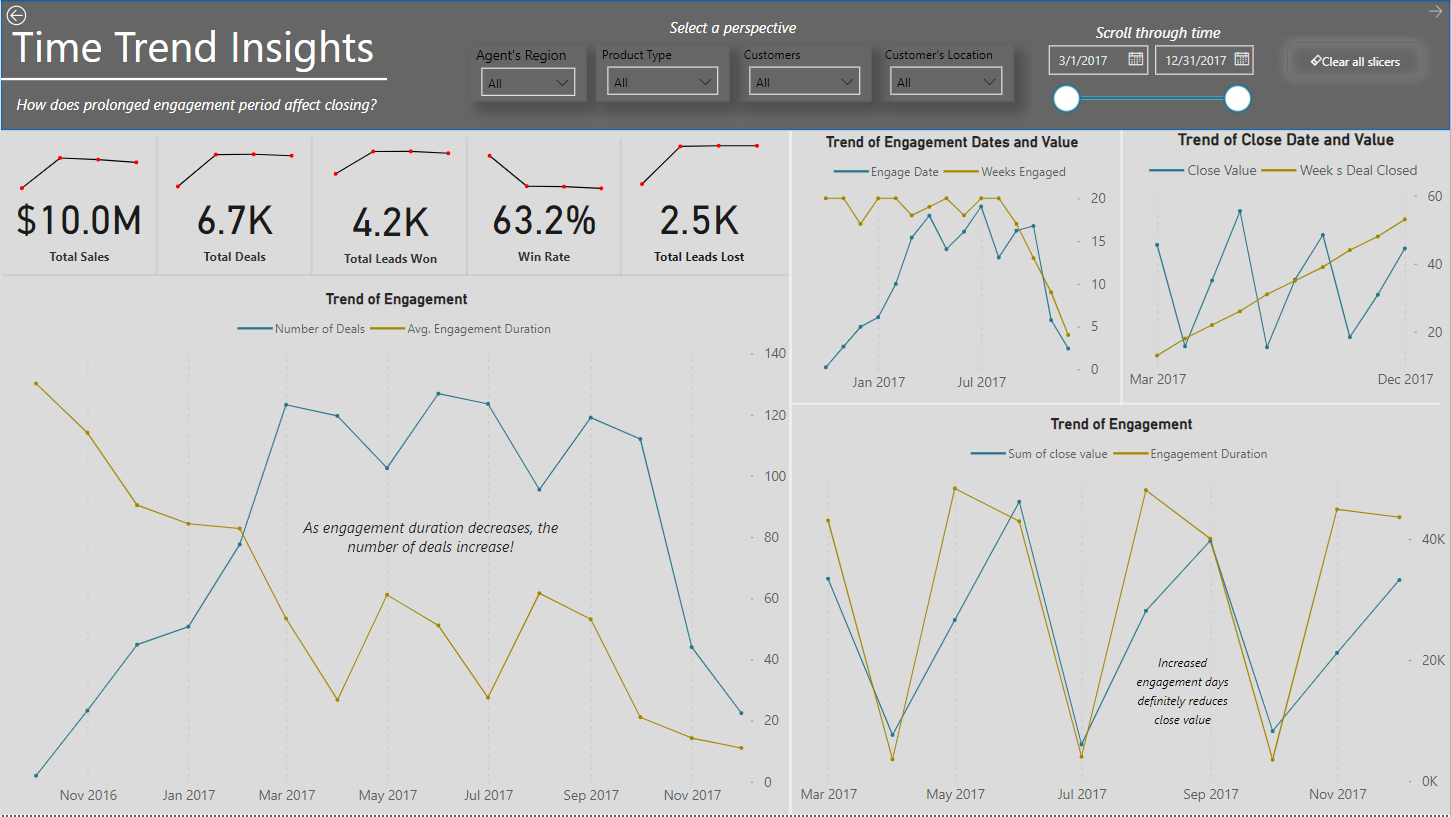 Time Trend Insights
How does prolonged engagement period affect closing?
Select a perspective
Agent's Region
All
Product Type
All
Customers
All
Customer's Location
All
Scroll through time
3/1/2017
12/31/2017
Clear all slicers
$10.0M
Total Sales
6.7K
Total Deals
4.2K
Total Leads Won
63.2%
Win Rate
2.5K
Total Leads Lost
Trend of Engagement
Number of Deals
Avg. Engagement Duration
140
120
100
80
60
40
20
0
As engagement duration decreases, the
number of deals increase!
Nov 2016
Jan 2017
Mar 2017
May 2017
Jul 2017
Sep 2017
Nov 2017
Trend of Engagement Dates and Value
Engage Date
Weeks Engaged
20
15
10
5
0
Jan 2017
Jul 2017
Trend of Close Date and Value
Close Value
Week s Deal Closed
60
40
20
Mar 2017
Dec 2017
Trend of Engagement
Sum of close value
Engagement Duration
40K
20K
0K
Increased
engagement days
definitely reduces
close value
Mar 2017
May 2017
Jul 2017
Sep 2017
Nov 2017